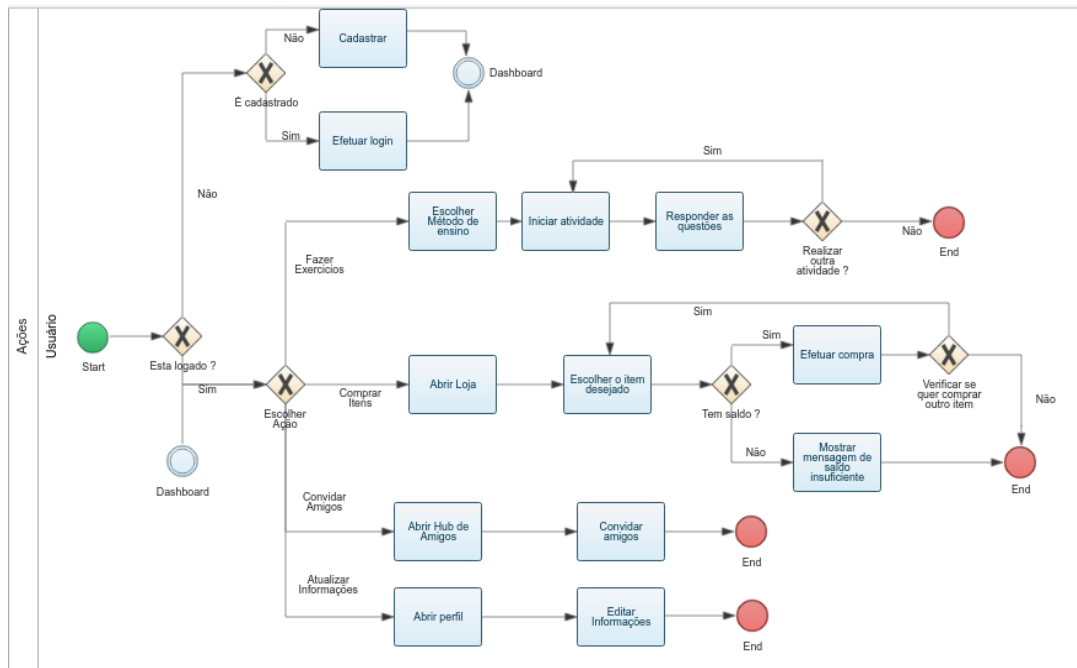 Ações
Usuário
Não
Cadastrar
Dashboard
É cadastrado
Sim
Efetuar login
Sim
Não
Escolher
Método de
ensino
Iniciar atividade
Responder as
questões
Não
Realizar
outra
atividade ?
End
Fazer
Exercicios
Sim
Start
Esta logado ?
Sim
Sim
Efetuar compra
Escolher
Ação
Comprar
Itens
Abrir Loja
Escolher o item
desejado
Tem saldo ?
Verificar se
quer comprar
outro item
Não
Não
Mostrar
mensagem de
saldo
insuficiente
End
Dashboard
Convidar
Amigos
Abrir Hub de
Amigos
Convidar
amigos
End
Atualizar
Informações
Abrir perfil
Editar
Informações
End